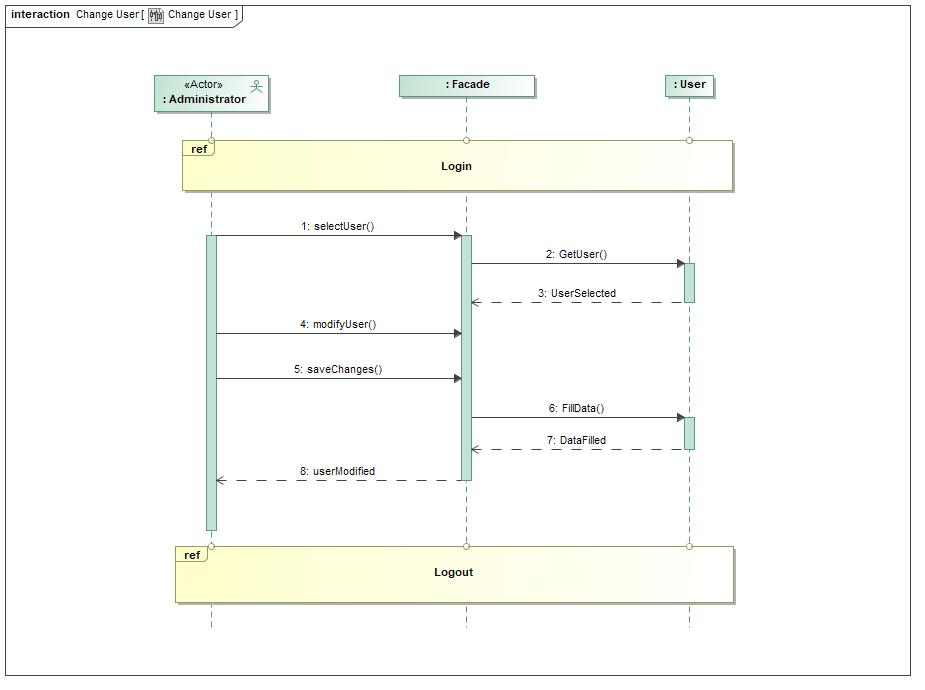 interaction Change User [ Change User ]
«Actor»
: Administrator
: Facade
: User
ref
Login
1: selectUser()
2: GetUser()
3: UserSelected
4: modifyUser()
5: saveChanges()
6: FillData()
7: DataFilled
8: userModified
ref
Logout